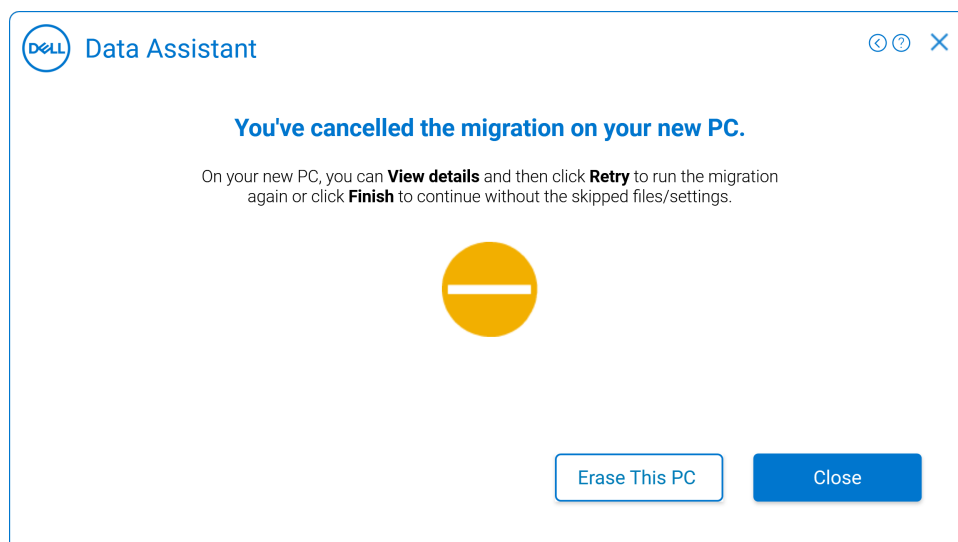 DELL
Data Assistant
?
You've cancelled the migration on your new PC.
On your new PC, you can View details and then click Retry to run the migration
again or click Finish to continue without the skipped files/settings.
Erase This PC
Close